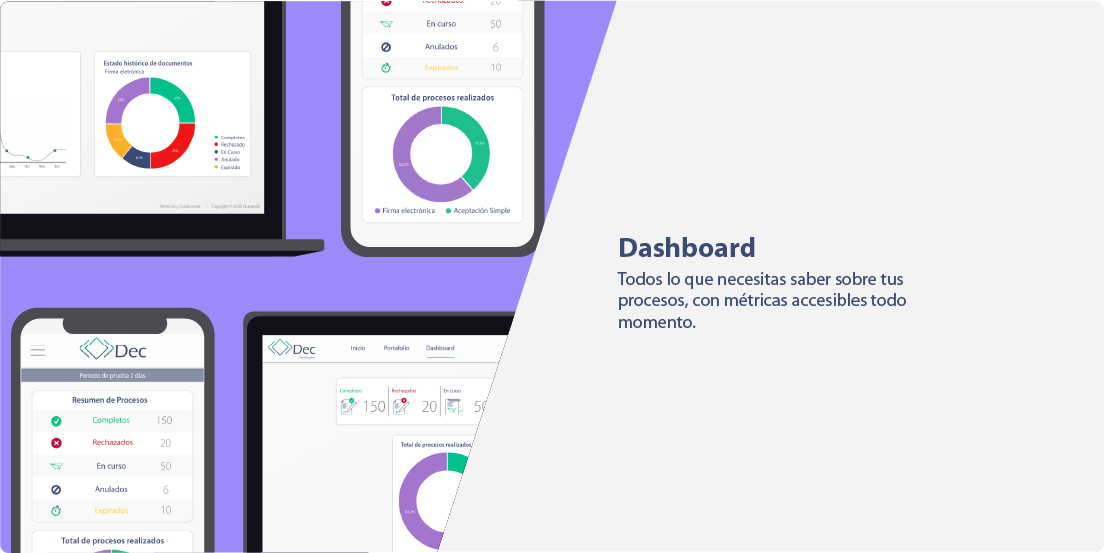 Estado histórico de documentos
Firma eletrónica
Completos
Rechazado
En Curso
Anulado
Expirado
Términos y Condiciones | Copyright © 2020 Duponda
Rechazados 20
En curso 50
Anulados 6
Expirados 10
Total de procesos realizados
Firma electrónica
Aceptación Simple
Dashboard
Todos lo que necesitas saber sobre tus
procesos, con métricas accesibles todo
momento.
Dec
Período de prueba 2 días
Resumen de Procesos
Completos 150
Rechazados 20
En curso 50
Anulados 6
Expirados 10
Total de procesos realizados
Dec
Inicio Portafolio Dashboard
Completos Rechazados En curso
150 20 50
Total de procesos realizados